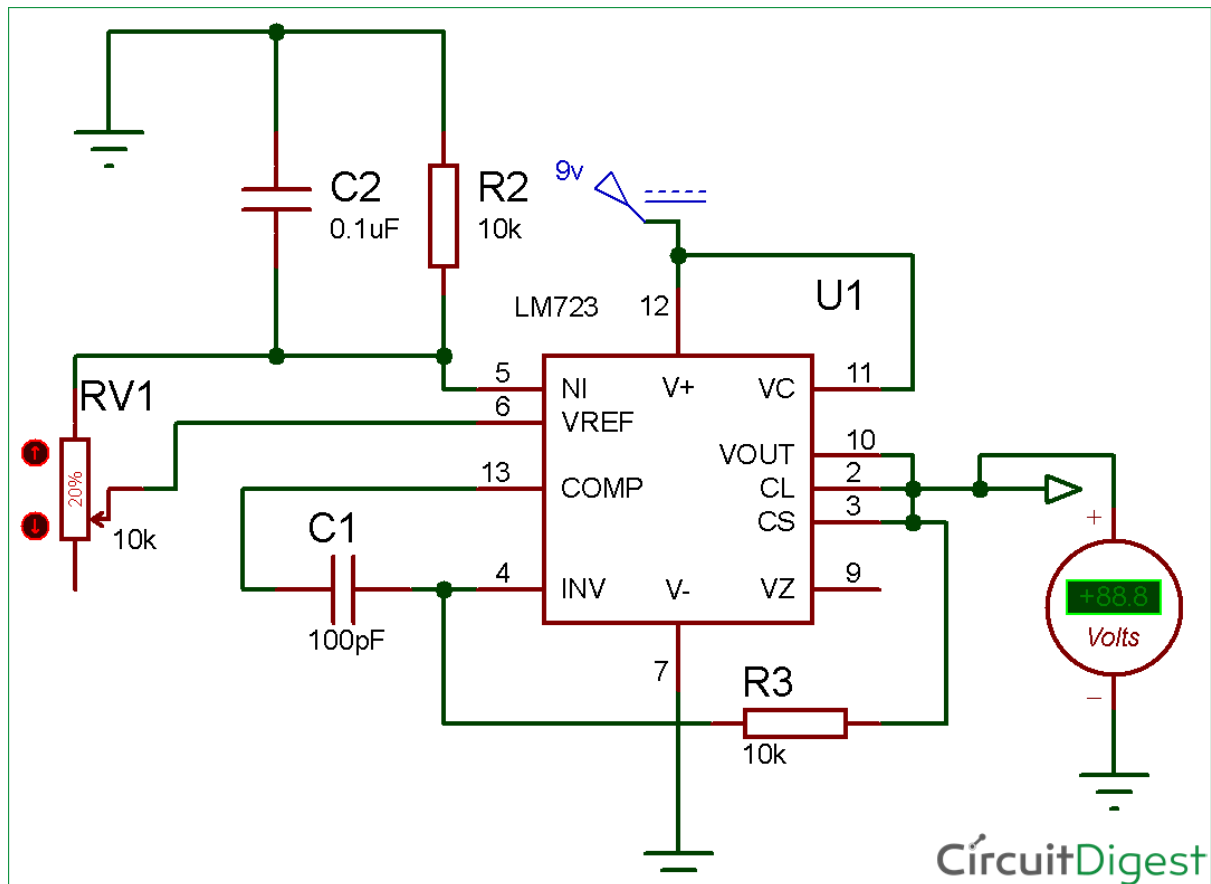 C2
0.1uF
R2
10k
9v
LM723
12
U1
RV1
20%
10k
5
NI
6
VREF
V+
VC
11
VOUT
10
13
COMP
CL
2
CS
3
C1
100pF
4
INV
V-
VZ
9
7
R3
10k
+
+88.8
Volts
−
CircuitDigest